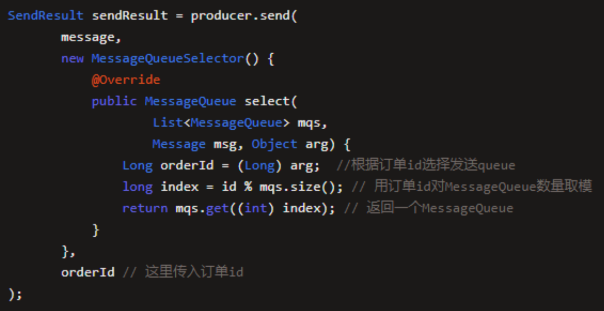 SendResult sendResult = producer.send(
message,
new MessageQueueSelector() {
@Override
public MessageQueue select(
List<MessageQueue> mqs,
Message msg, Object arg) {
Long orderId = (Long) arg; //根据订单id选择发送queue
long index = id % mqs.size(); // 用订单id对MessageQueue数量取模
return mqs.get((int) index); // 返回一个MessageQueue
}
},
orderId // 这里传入订单id
);